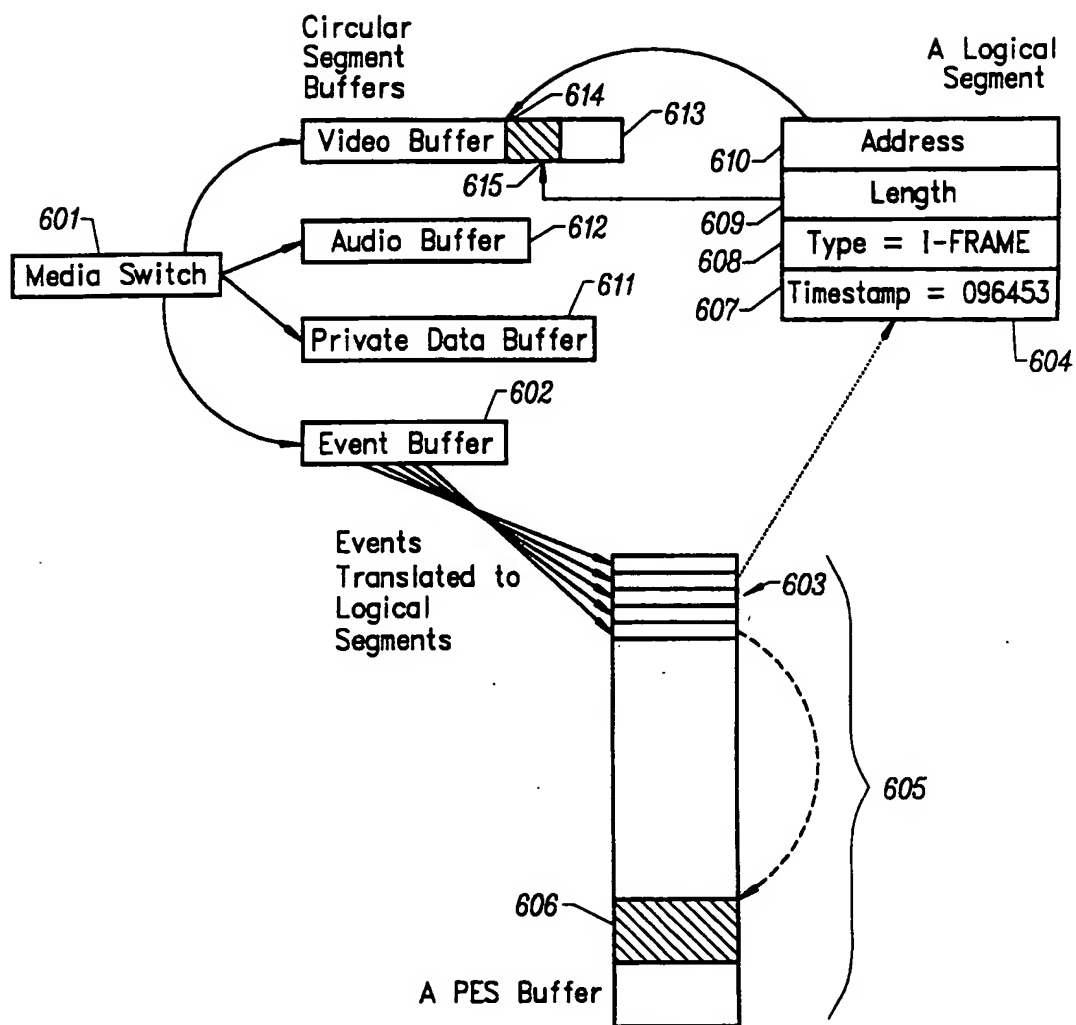 Circular
Segment
Buffers
A Logical
Segment
614
613
Video Buffer
615
610
Address
609
Length
608
Type = I-FRAME
607
Timestamp = 096453
604
601
Media Switch
Audio Buffer
612
611
Private Data Buffer
602
Event Buffer
Events
Translated to
Logical
Segments
603
605
606
A PES Buffer